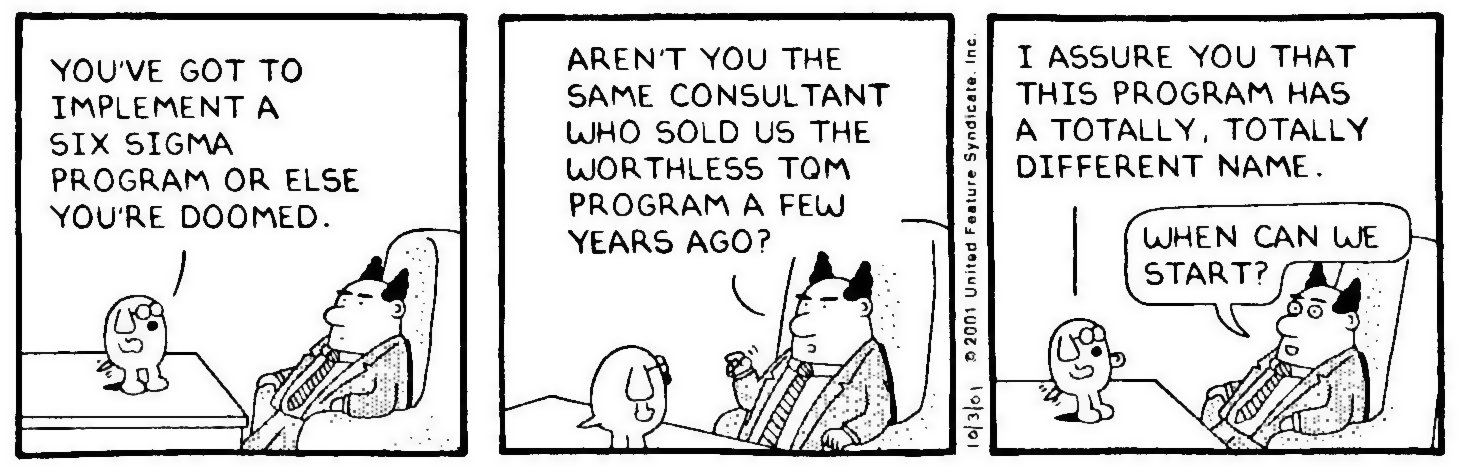 YOU'VE GOT TO
IMPLEMENT A
SIX SIGMA
PROGRAM OR ELSE
YOU'RE DOOMED.
AREN'T YOU THE
SAME CONSULTANT
WHO SOLD US THE
WORTHLESS TQM
PROGRAM A FEW
YEARS AGO?
10/3/01 © 2001 United Feature Syndicate, Inc.
I ASSURE YOU THAT
THIS PROGRAM HAS
A TOTALLY, TOTALLY
DIFFERENT NAME.
WHEN CAN WE
START?